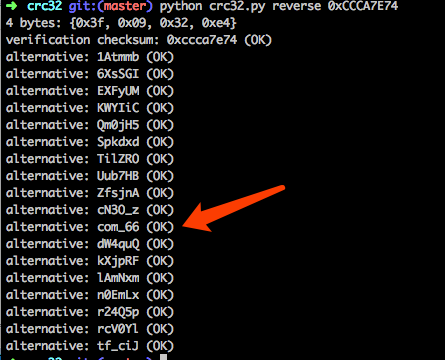 → crc32 git:(master) python crc32.py reverse 0xCCCA7E74
4 bytes: {0x3f, 0x09, 0x32, 0xe4}
verification checksum: 0xccca7e74 (OK)
alternative: 1Atmmb (OK)
alternative: 6XsSGI (OK)
alternative: EXFyUM (OK)
alternative: KWYIiC (OK)
alternative: Qm0jH5 (OK)
alternative: Spkdxd (OK)
alternative: TilZRO (OK)
alternative: Uub7HB (OK)
alternative: ZfsjnA (OK)
alternative: cN3O_z (OK)
alternative: com_66 (OK)
alternative: dW4quQ (OK)
alternative: kXjpRF (OK)
alternative: lAmNxm (OK)
alternative: n0EmLx (OK)
alternative: r24Q5p (OK)
alternative: rcV0Yl (OK)
alternative: tf_ciJ (OK)